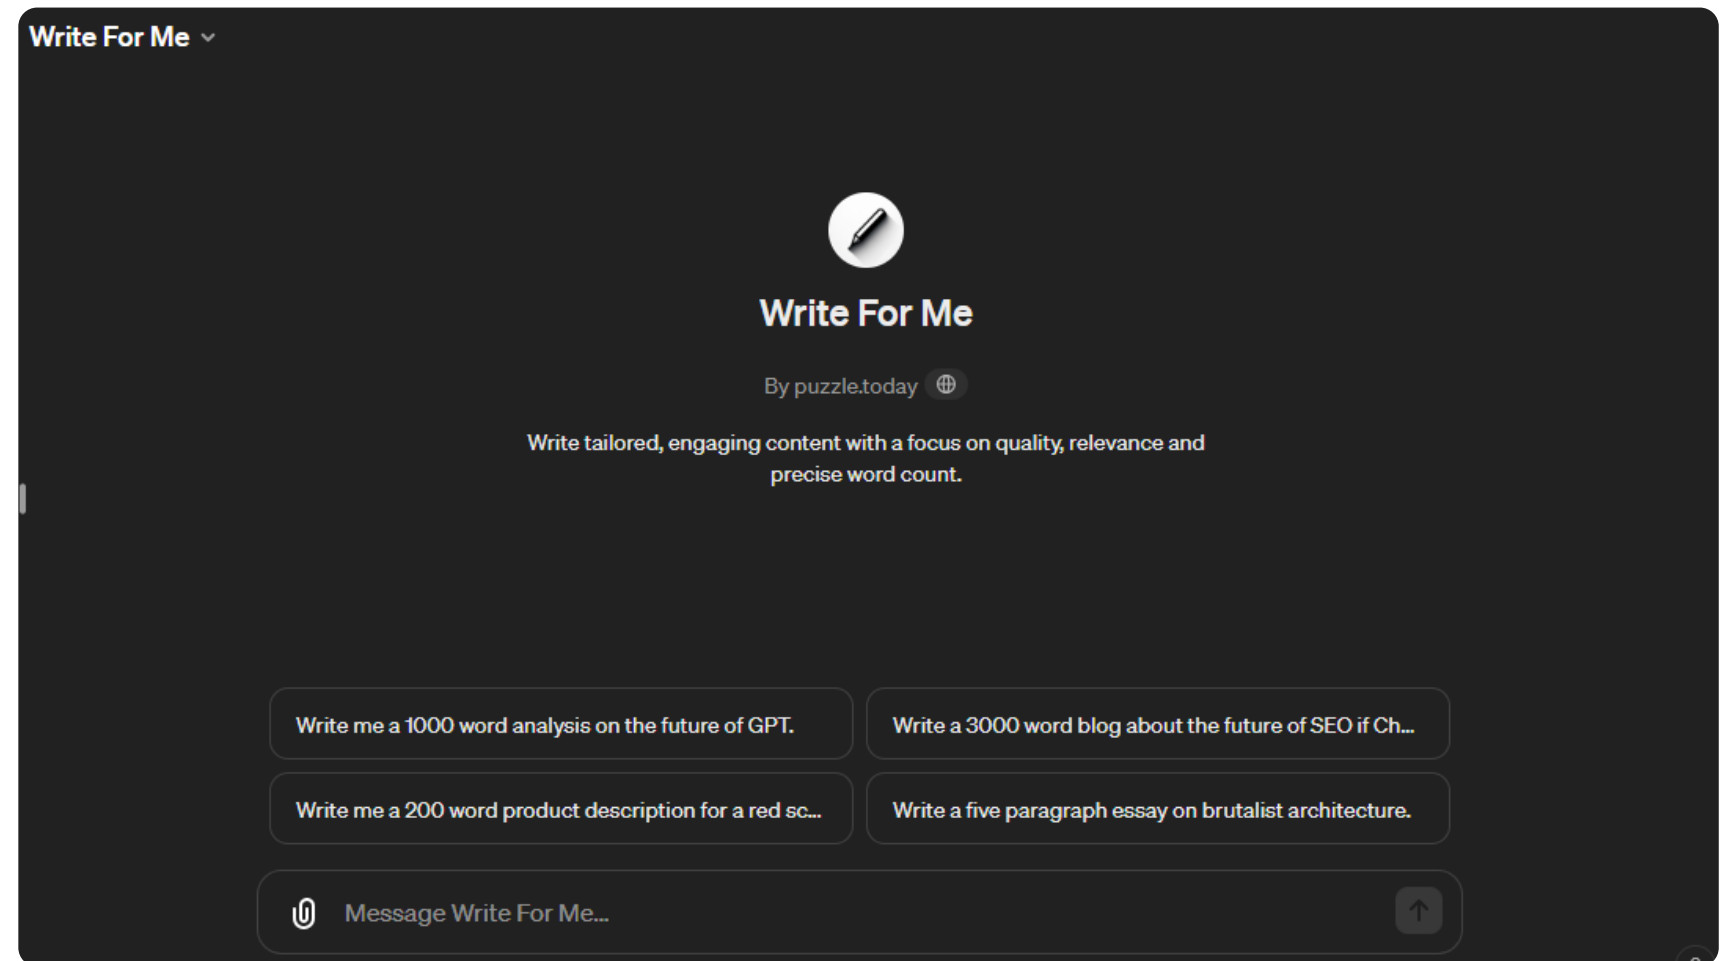 Write For Me
Write For Me
By puzzle.today
Write tailored, engaging content with a focus on quality, relevance and
precise word count.
Write me a 1000 word analysis on the future of GPT.
Write a 3000 word blog about the future of SEO if Ch...
Write me a 200 word product description for a red sc...
Write a five paragraph essay on brutalist architecture.
Message Write For Me...